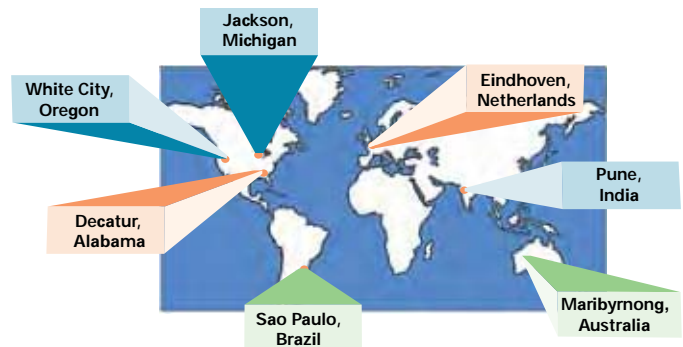 Jackson,
Michigan
White City,
Oregon
Eindhoven,
Netherlands
Decatur,
Alabama
Pune,
India
Sao Paulo,
Brazil
Maribyrnong,
Australia